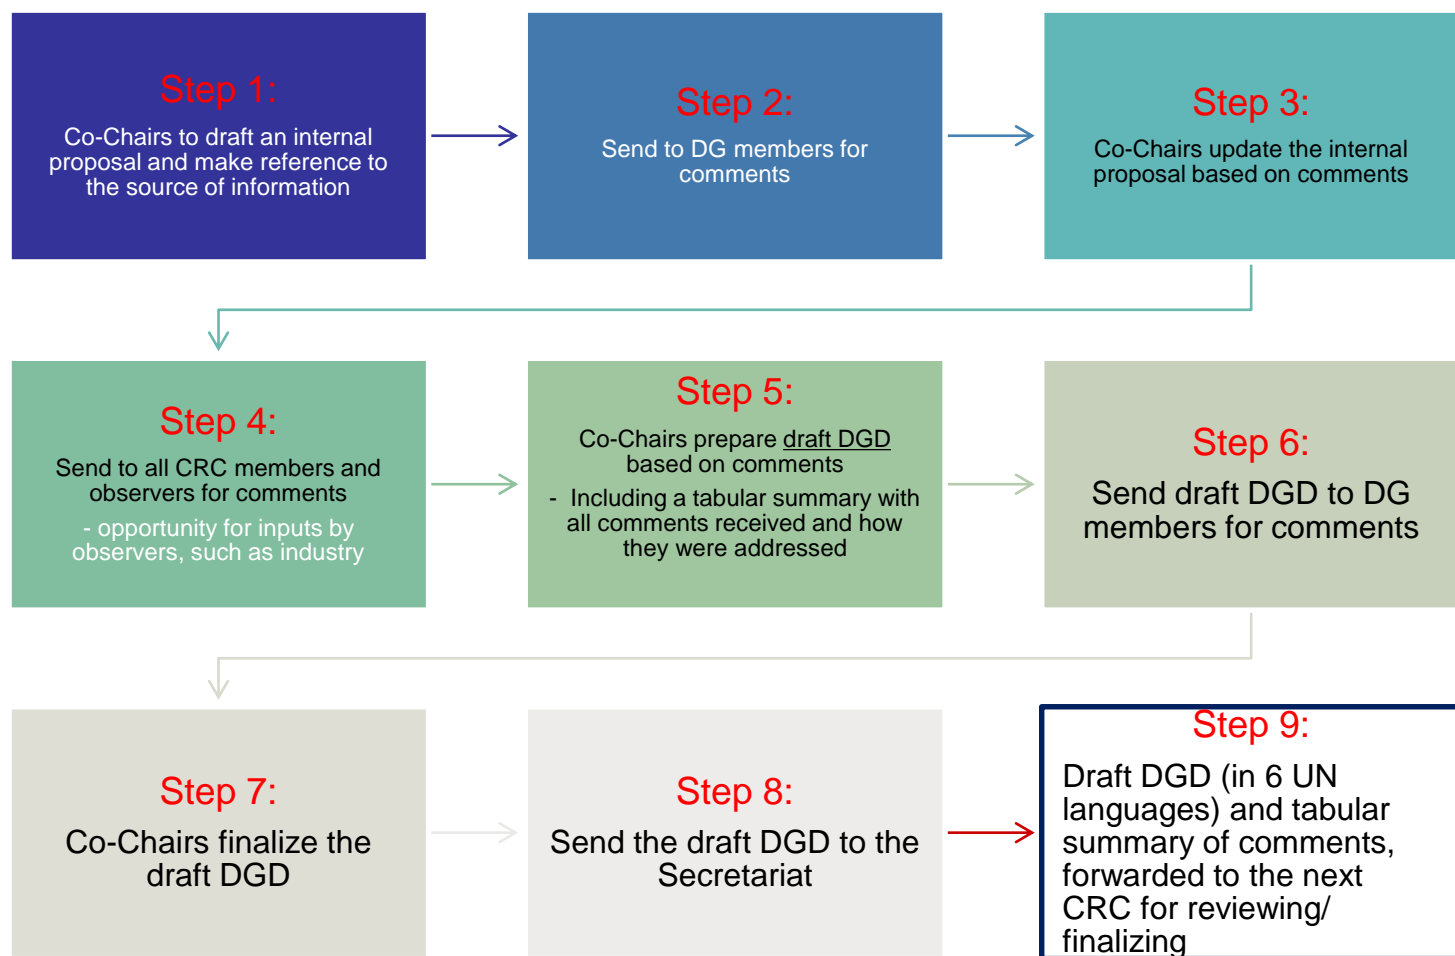 Step 1:
Co-Chairs to draft an internal
proposal and make reference to
the source of information
Step 2:
Send to DG members for
comments
Step 3:
Co-Chairs update the internal
proposal based on comments
Step 4:
Send to all CRC members and
observers for comments
- opportunity for inputs by
observers, such as industry
Step 5:
Co-Chairs prepare draft DGD
based on comments
- Including a tabular summary with
all comments received and how
they were addressed
Step 6:
Send draft DGD to DG
members for comments
Step 7:
Co-Chairs finalize the
draft DGD
Step 8:
Send the draft DGD to the
Secretariat
Step 9:
Draft DGD (in 6 UN
languages) and tabular
summary of comments,
forwarded to the next
CRC for reviewing/
finalizing